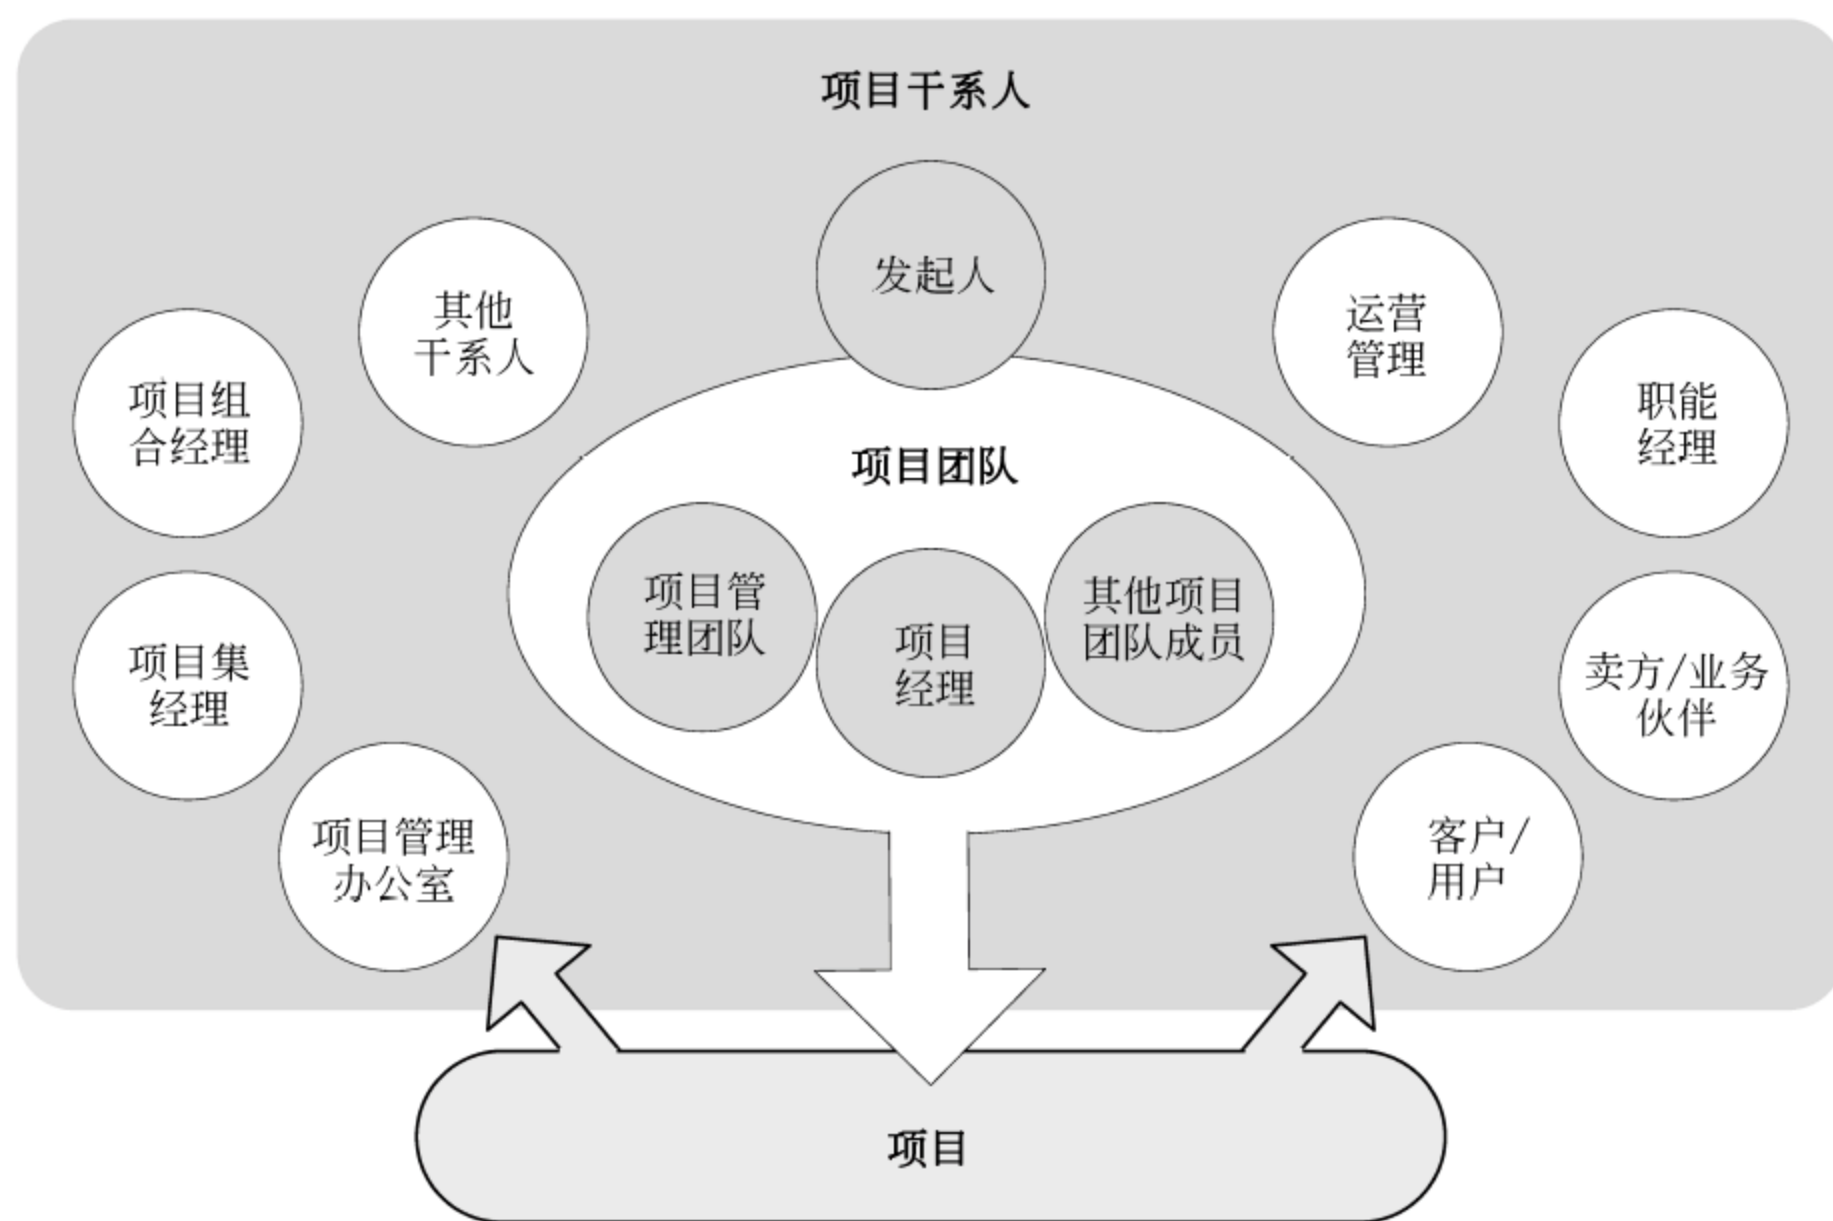 项目干系人
发起人
其他
干系人
运营
管理
项目组
合经理
职能
经理
项目团队
项目管
理团队
项目
经理
其他项目
团队成员
项目集
经理
卖方/业务
伙伴
项目管理
办公室
客户/
用户
项目